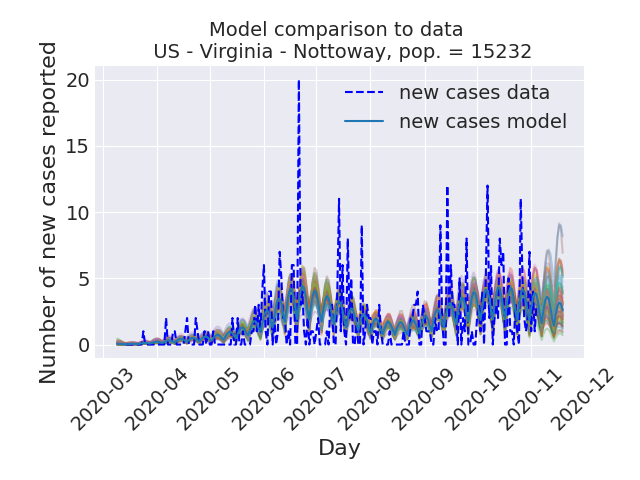 Model comparison to data
US - Virginia - Nottoway, pop. = 15232
new cases data
new cases model
Number of new cases reported
20
15
10
5
0
2020-03
2020-04
2020-05
2020-06
2020-07
2020-08
2020-09
2020-10
2020-11
2020-12
Day